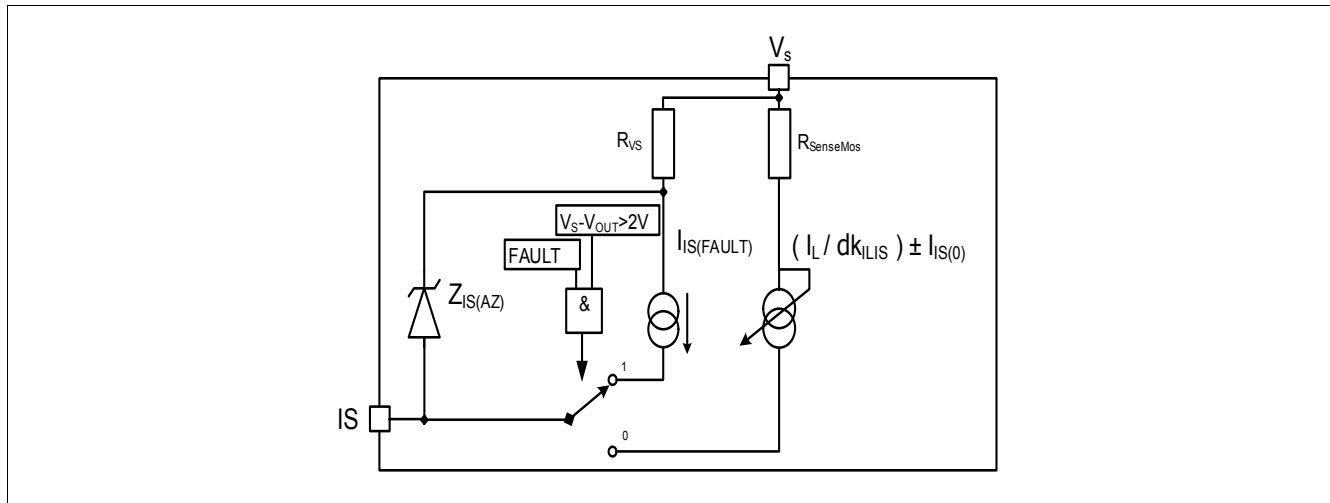 Vs
RVS
RSenseMos
VS-VOUT>2V
FAULT
IIS(FAULT)
( IL / dkILIS ) ± IIS(0)
ZIS(AZ)
&
1
IS
0